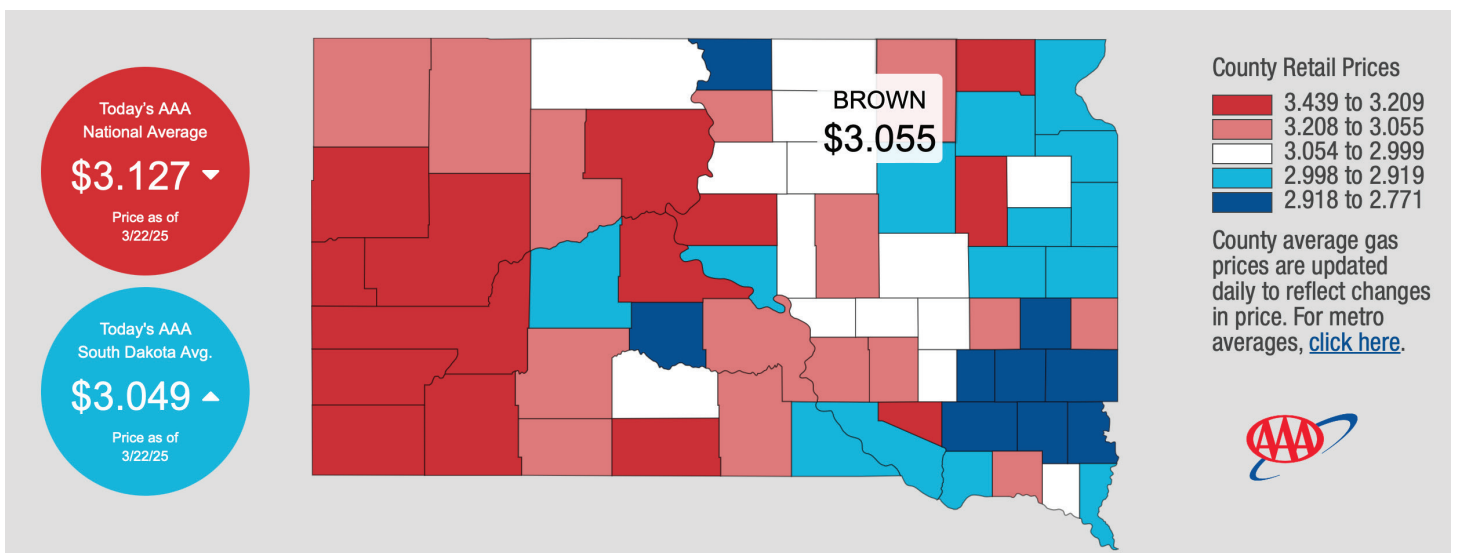 Today's AAA
National Average
$3.127
Price as of
3/22/25
Today's AAA
South Dakota Avg.
$3.049
Price as of
3/22/25
BROWN
$3.055
County Retail Prices
3.439 to 3.209
3.208 to 3.055
3.054 to 2.999
2.998 to 2.919
2.918 to 2.771
County average gas
prices are updated
daily to reflect changes
in price. For metro
averages, click here.
AAA